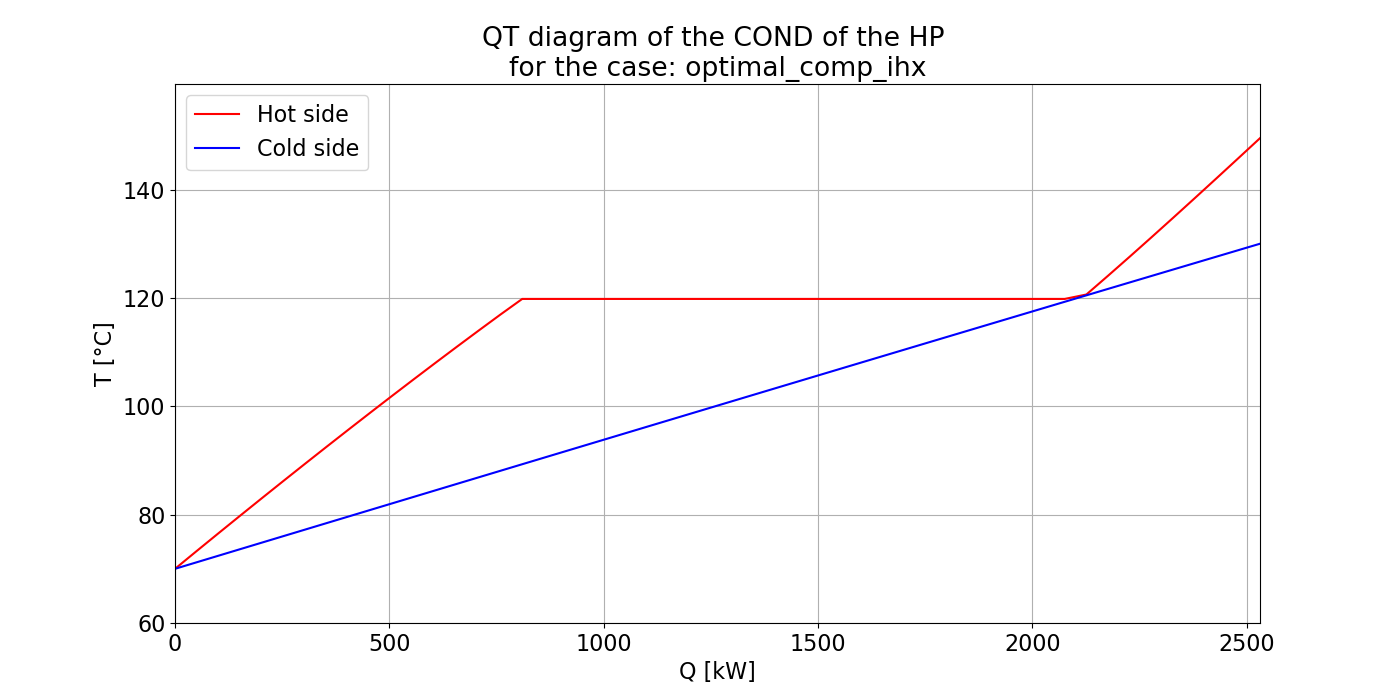 QT diagram of the COND of the HP
for the case: optimal_comp_ihx
Hot side
Cold side
T [°C]
140
120
100
80
60
0 500 1000 1500 2000 2500
Q [kW]